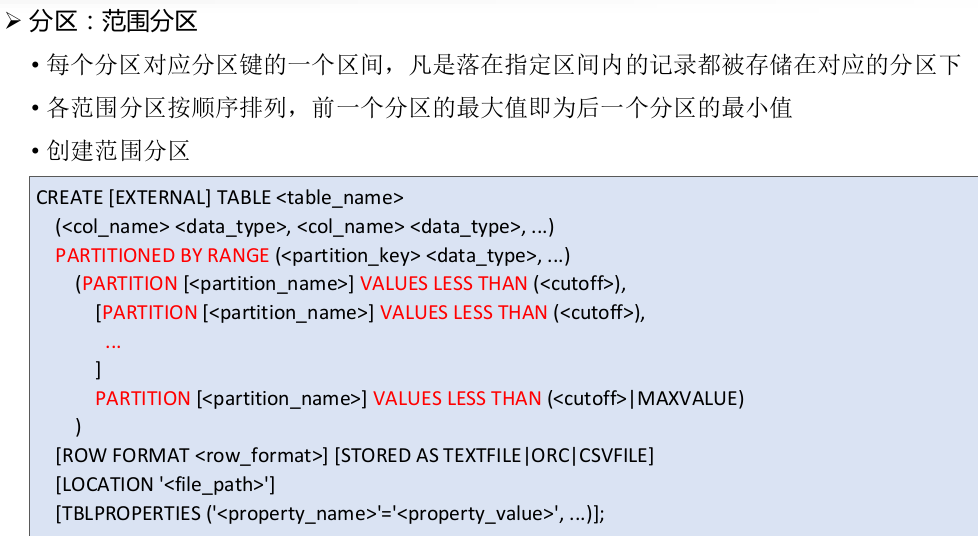 ➢ 分区：范围分区
• 每个分区对应分区键的一个区间，凡是落在指定区间内的记录都被存储在对应的分区下
• 各范围分区按顺序排列，前一个分区的最大值即为后一个分区的最小值
• 创建范围分区
CREATE [EXTERNAL] TABLE <table_name>
(<col_name> <data_type>, <col_name> <data_type>, ...)
PARTITIONED BY RANGE (<partition_key> <data_type>, ...)
(PARTITION [<partition_name>] VALUES LESS THAN (<cutoff>),
[PARTITION [<partition_name>] VALUES LESS THAN (<cutoff>),
...
]
PARTITION [<partition_name>] VALUES LESS THAN (<cutoff>|MAXVALUE)
)
[ROW FORMAT <row_format>] [STORED AS TEXTFILE|ORC|CSVFILE]
[LOCATION '<file_path>']
[TBLPROPERTIES ('<property_name>'='<property_value>', ...)];